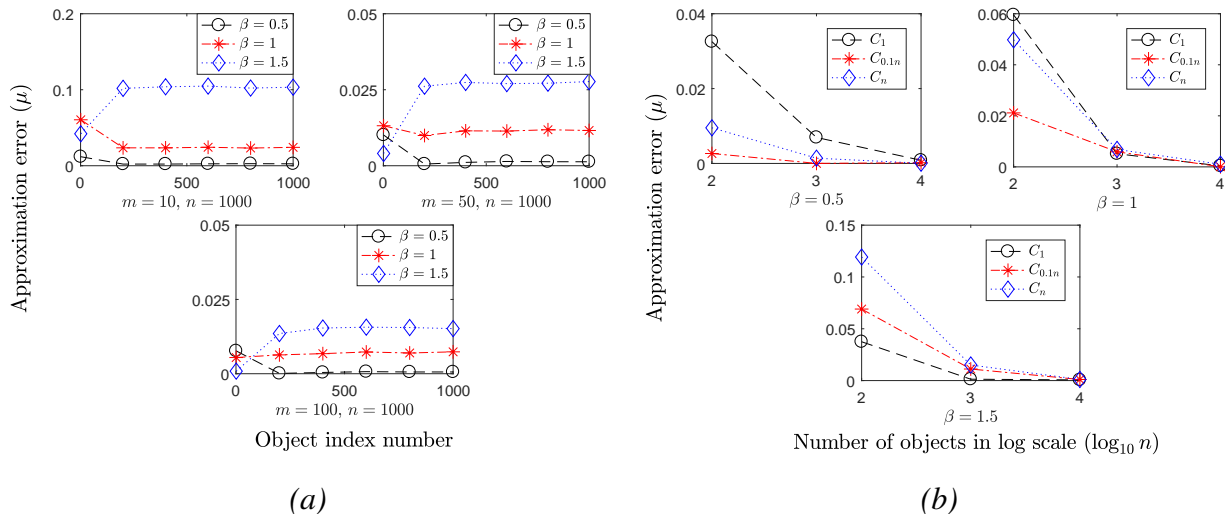 Approximation error (μ)
0.2
0.1
0
0
500
1000
β = 0.5
β = 1
β = 1.5
m = 10, n = 1000
0.05
0.025
0
0
500
1000
β = 0.5
β = 1
β = 1.5
m = 50, n = 1000
0.05
0.025
0
0
500
1000
β = 0.5
β = 1
β = 1.5
m = 100, n = 1000
Object index number
(a)
Approximation error (μ)
0.04
0.03
0.02
0.01
0
2
3
4
C₁
C₀.₁ₙ
Cₙ
β = 0.5
0.06
0.04
0.02
0
2
3
4
C₁
C₀.₁ₙ
Cₙ
β = 1
0.15
0.1
0.05
0
2
3
4
C₁
C₀.₁ₙ
Cₙ
β = 1.5
Number of objects in log scale (log₁₀ n)
(b)